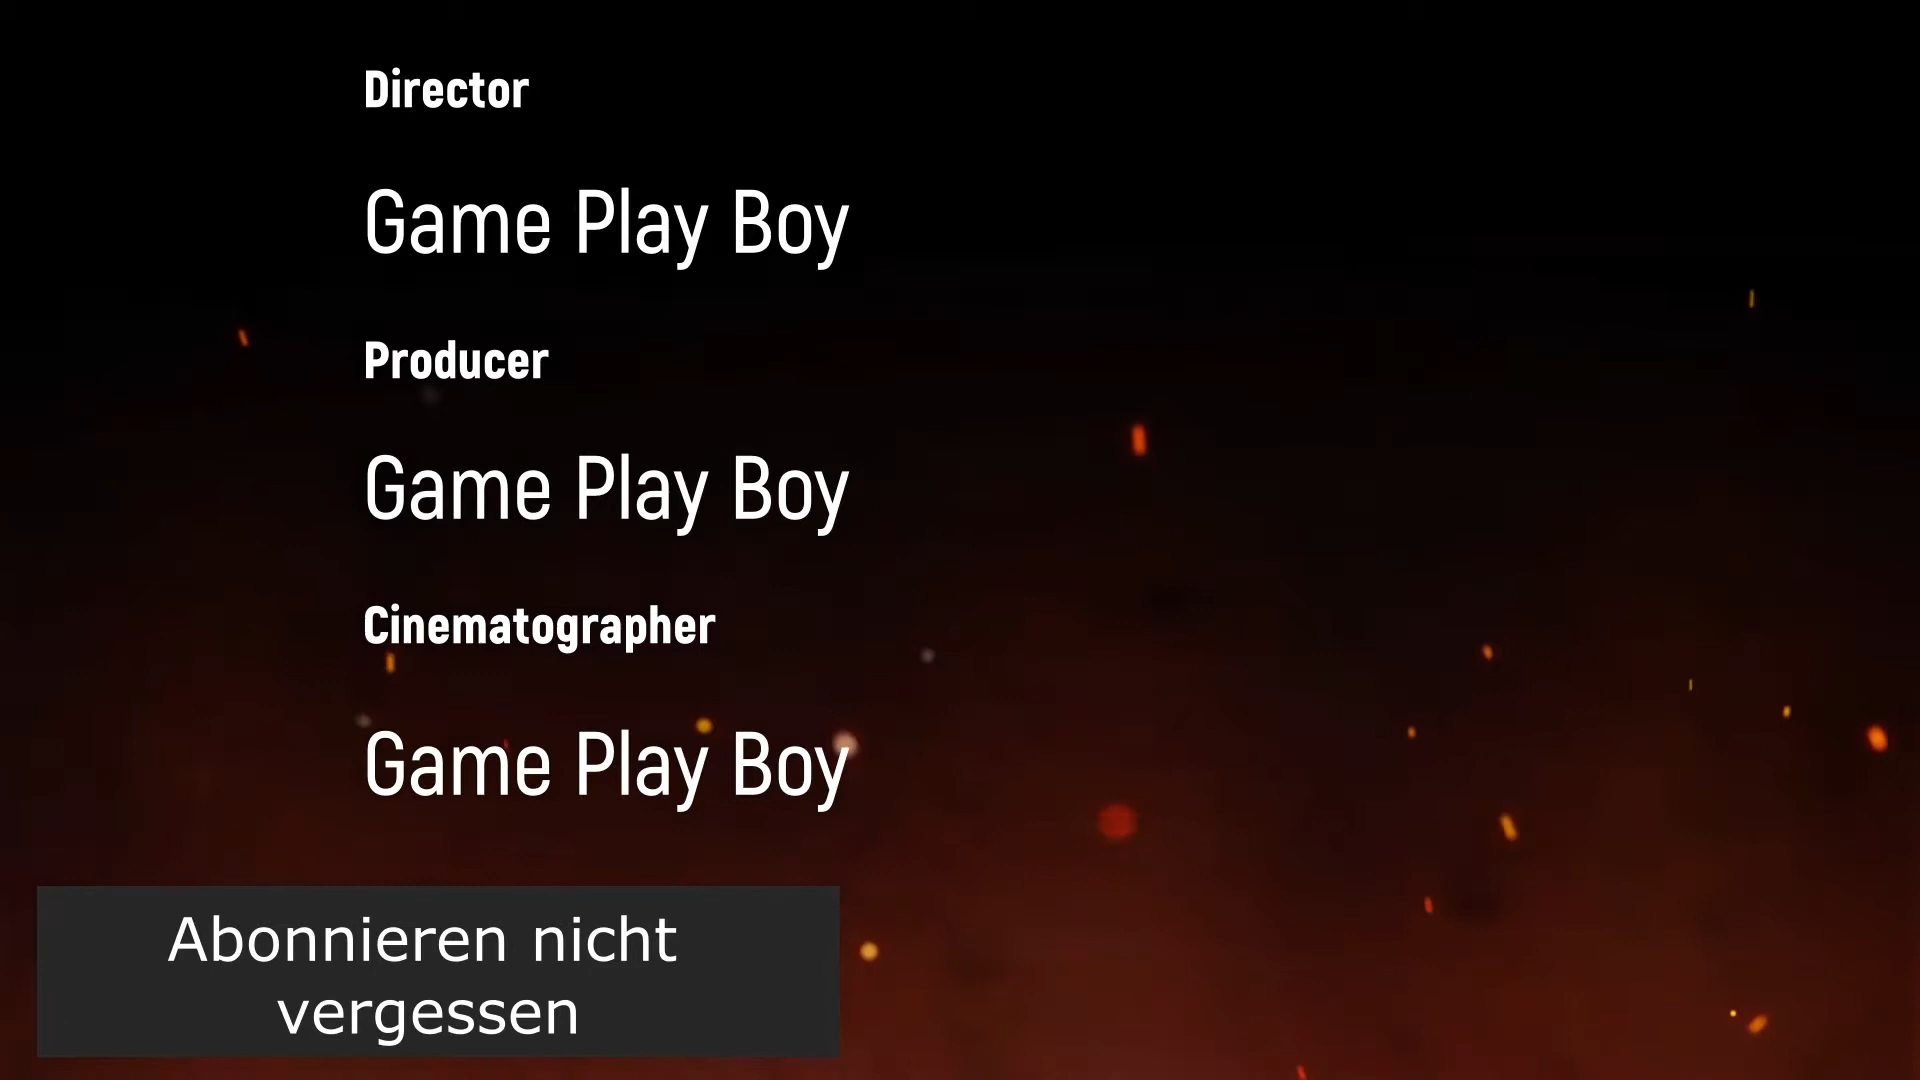 Director
Game Play Boy
Producer
Game Play Boy
Cinematographer
Game Play Boy
Abonnieren nicht
vergessen